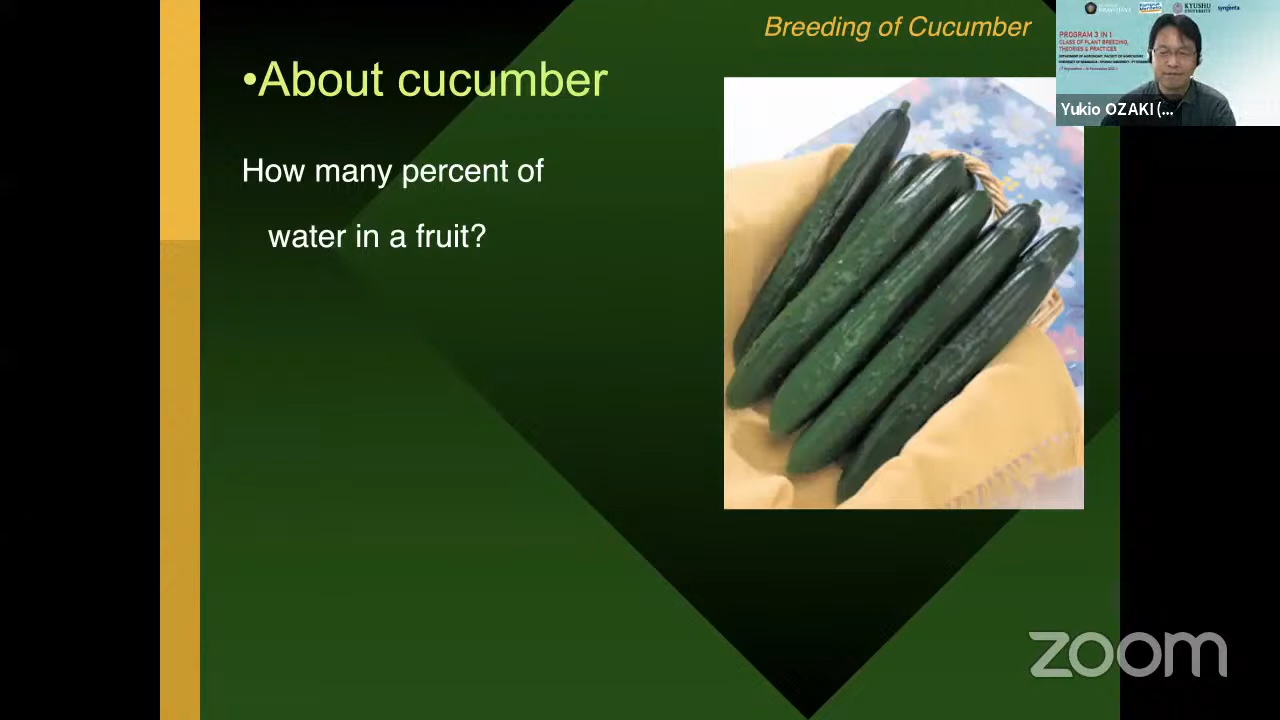 Breeding of Cucumber
•About cucumber
How many percent of
water in a fruit?
KYUSHU
UNIVERSITY
syngenta
PROGRAM 3 IN 1
CLASS OF PLANT BREEDING,
THEORIES & PRACTICES
Yukio OZAKI (...
zoom